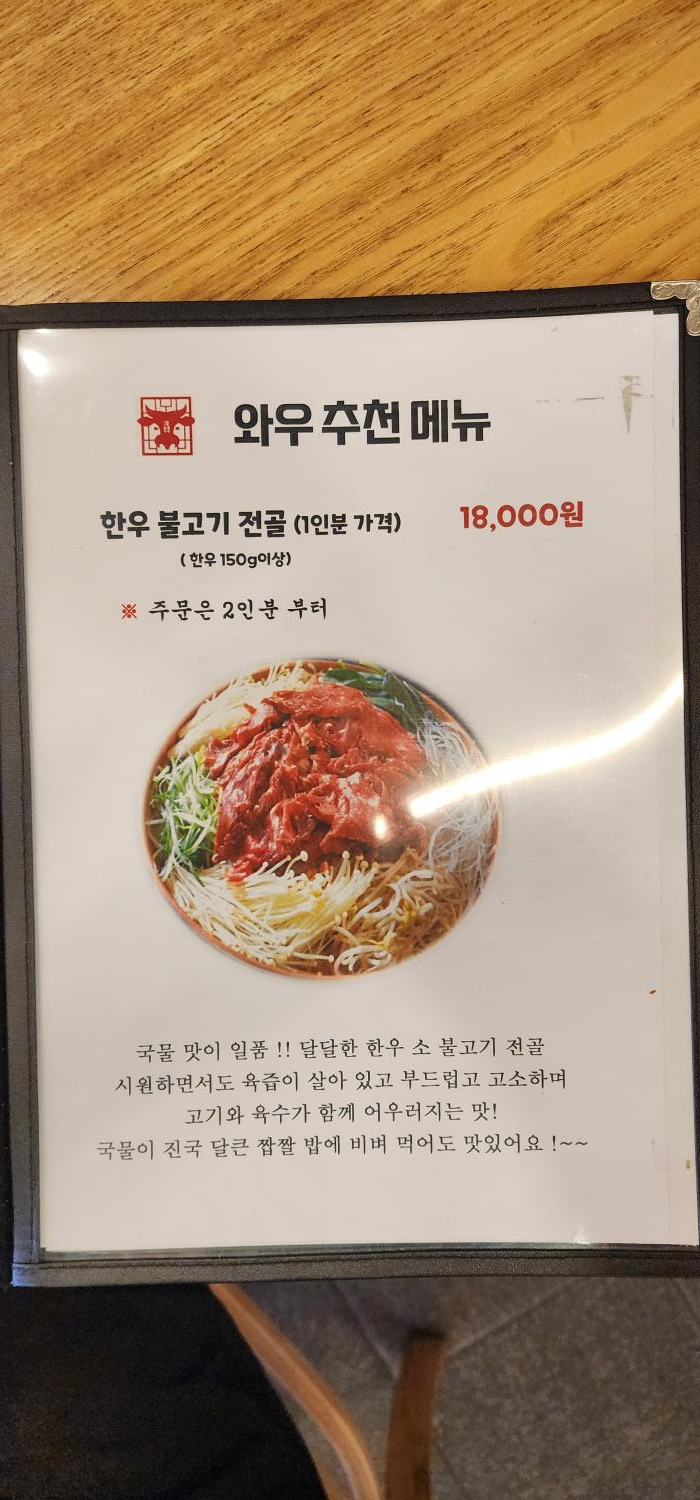 와우 추천 메뉴
한우 불고기 전골 (1인분 가격) 18,000원
( 한우 150g이상)
※ 주문은 2인분 부터
국물 맛이 일품 !! 달달한 한우 소 불고기 전골
시원하면서도 육즙이 살아 있고 부드럽고 고소하며
고기와 육수가 함께 어우러지는 맛!
국물이 진국 달큰 짭짤 밥에 비벼 먹어도 맛있어요 !~~